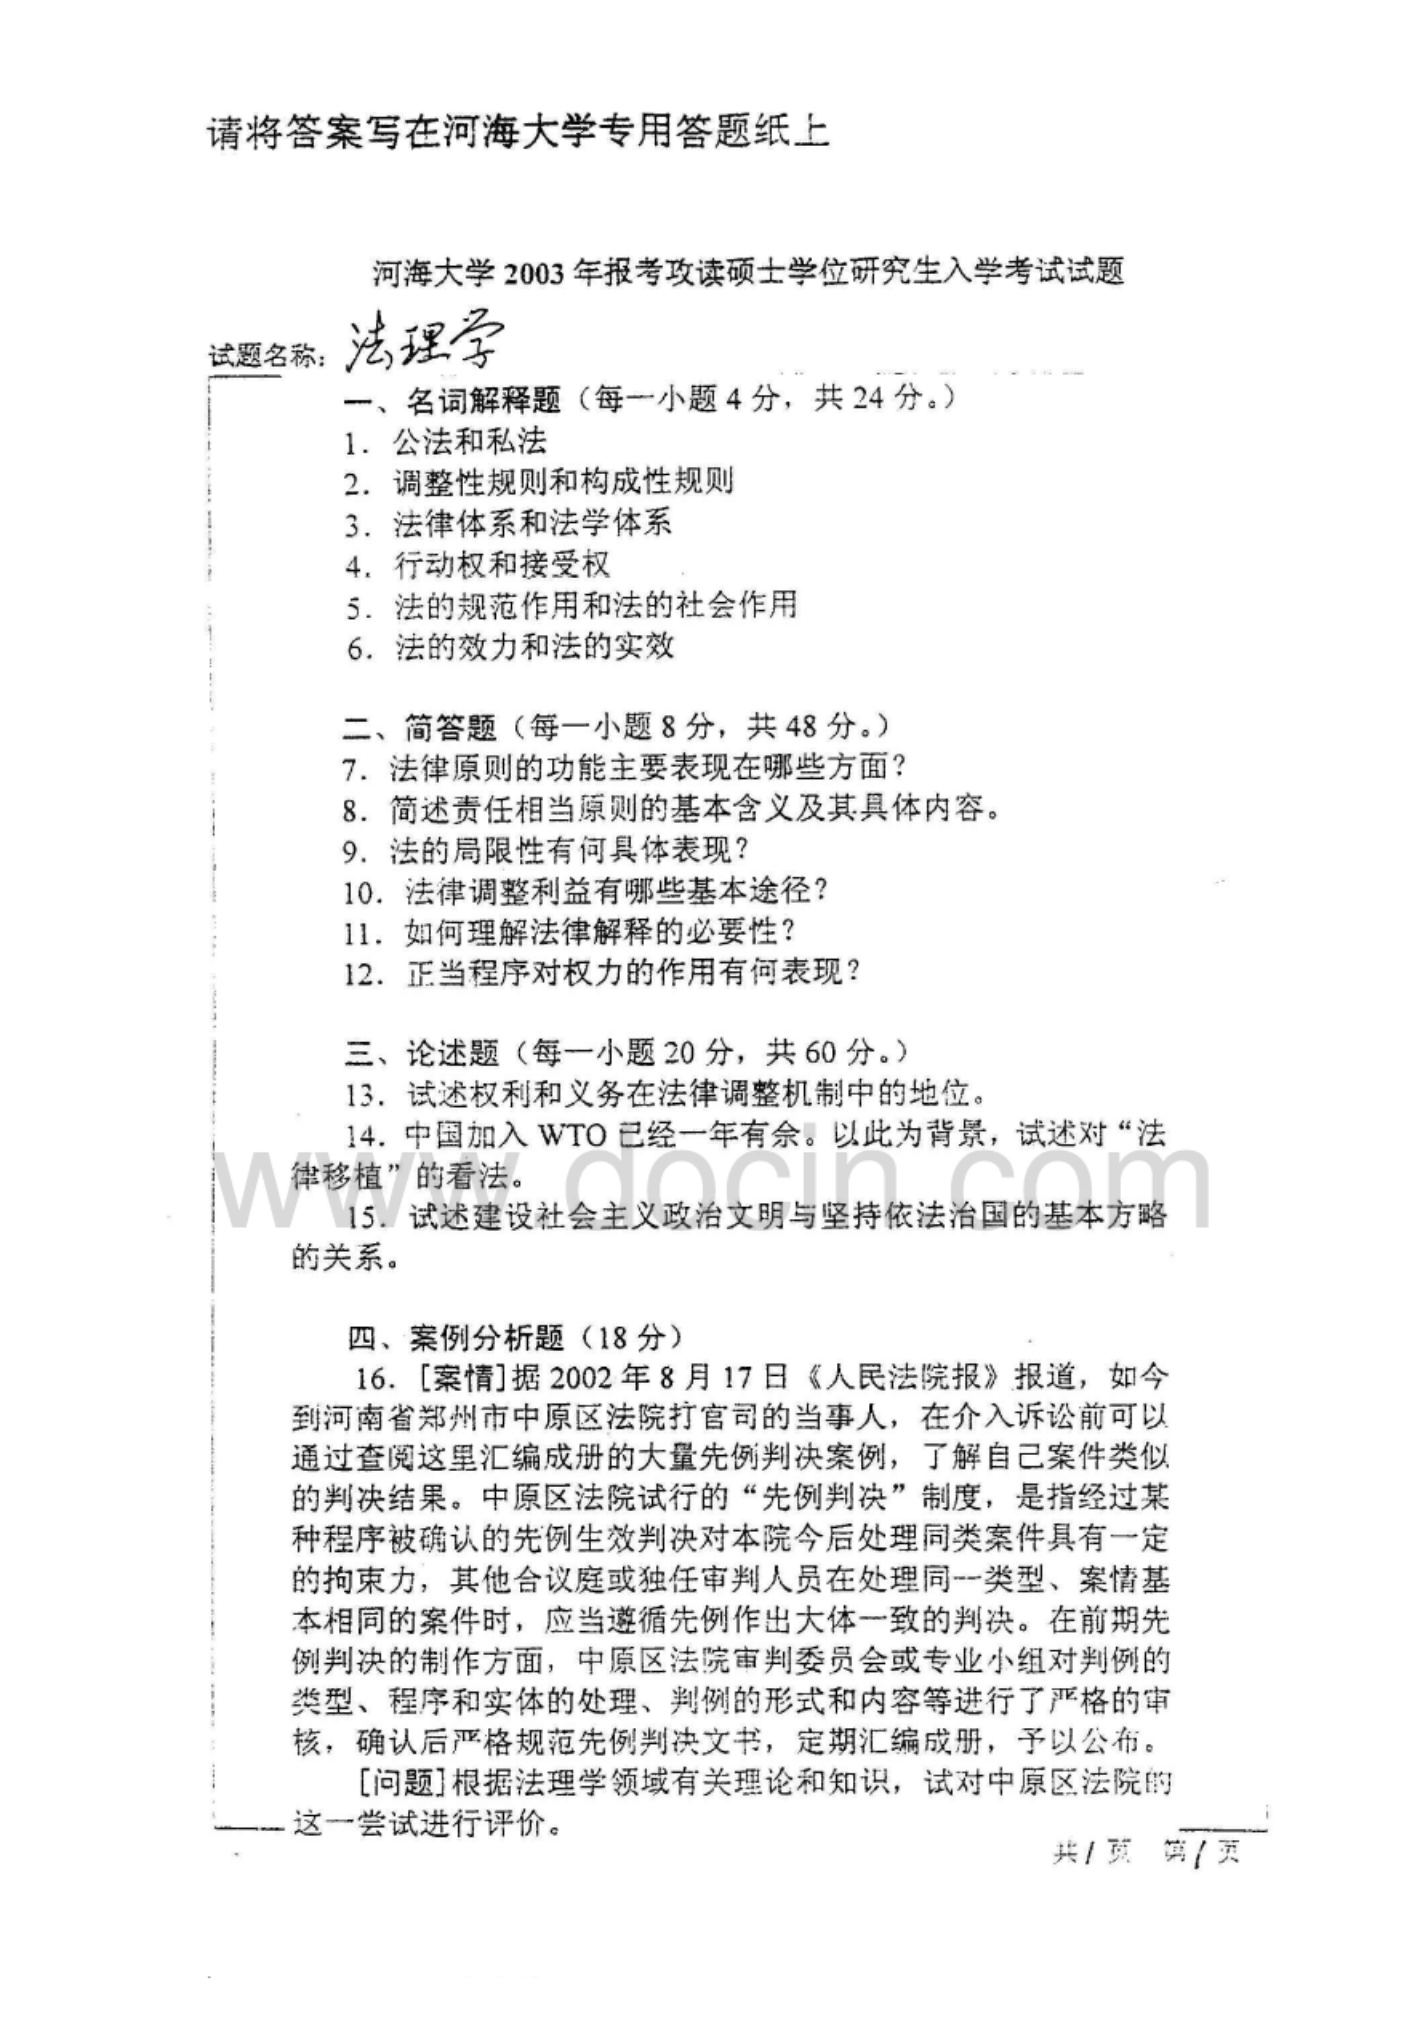 请将答案写在河海大学专用答题纸上
河海大学 2003 年报考攻读硕士学位研究生入学考试试题
试题名称：法理学
一、名词解释题（每一小题 4 分，共 24 分。）
1．公法和私法
2．调整性规则和构成性规则
3．法律体系和法学体系
4．行动权和接受权
5．法的规范作用和法的社会作用
6．法的效力和法的实效
二、简答题（每一小题 8 分，共 48 分。）
7．法律原则的功能主要表现在哪些方面？
8．简述责任相当原则的基本含义及其具体内容。
9．法的局限性有何具体表现？
10．法律调整利益有哪些基本途径？
11．如何理解法律解释的必要性？
12．正当程序对权力的作用有何表现？
三、论述题（每一小题 20 分，共 60 分。）
13．试述权利和义务在法律调整机制中的地位。
14．中国加入 WTO 已经一年有余。以此为背景，试述对“法
律移植”的看法。
www.docin.com
15．试述建设社会主义政治文明与坚持依法治国的基本方略
的关系。
四、案例分析题（18 分）
16．[案情]据 2002 年 8 月 17 日《人民法院报》报道，如今
到河南省郑州市中原区法院打官司的当事人，在介入诉讼前可以
通过查阅这里汇编成册的大量先例判决案例，了解自己案件类似
的判决结果。中原区法院试行的“先例判决”制度，是指经过某
种程序被确认的先例生效判决对本院今后处理同类案件具有一定
的拘束力，其他合议庭或独任审判人员在处理同一类型、案情基
本相同的案件时，应当遵循先例作出大体一致的判决。在前期先
例判决的制作方面，中原区法院审判委员会或专业小组对判例的
类型、程序和实体的处理、判例的形式和内容等进行了严格的审
核，确认后严格规范先例判决文书，定期汇编成册，予以公布。
[问题]根据法理学领域有关理论和知识，试对中原区法院的
这一尝试进行评价。
共 1 页 第 1 页